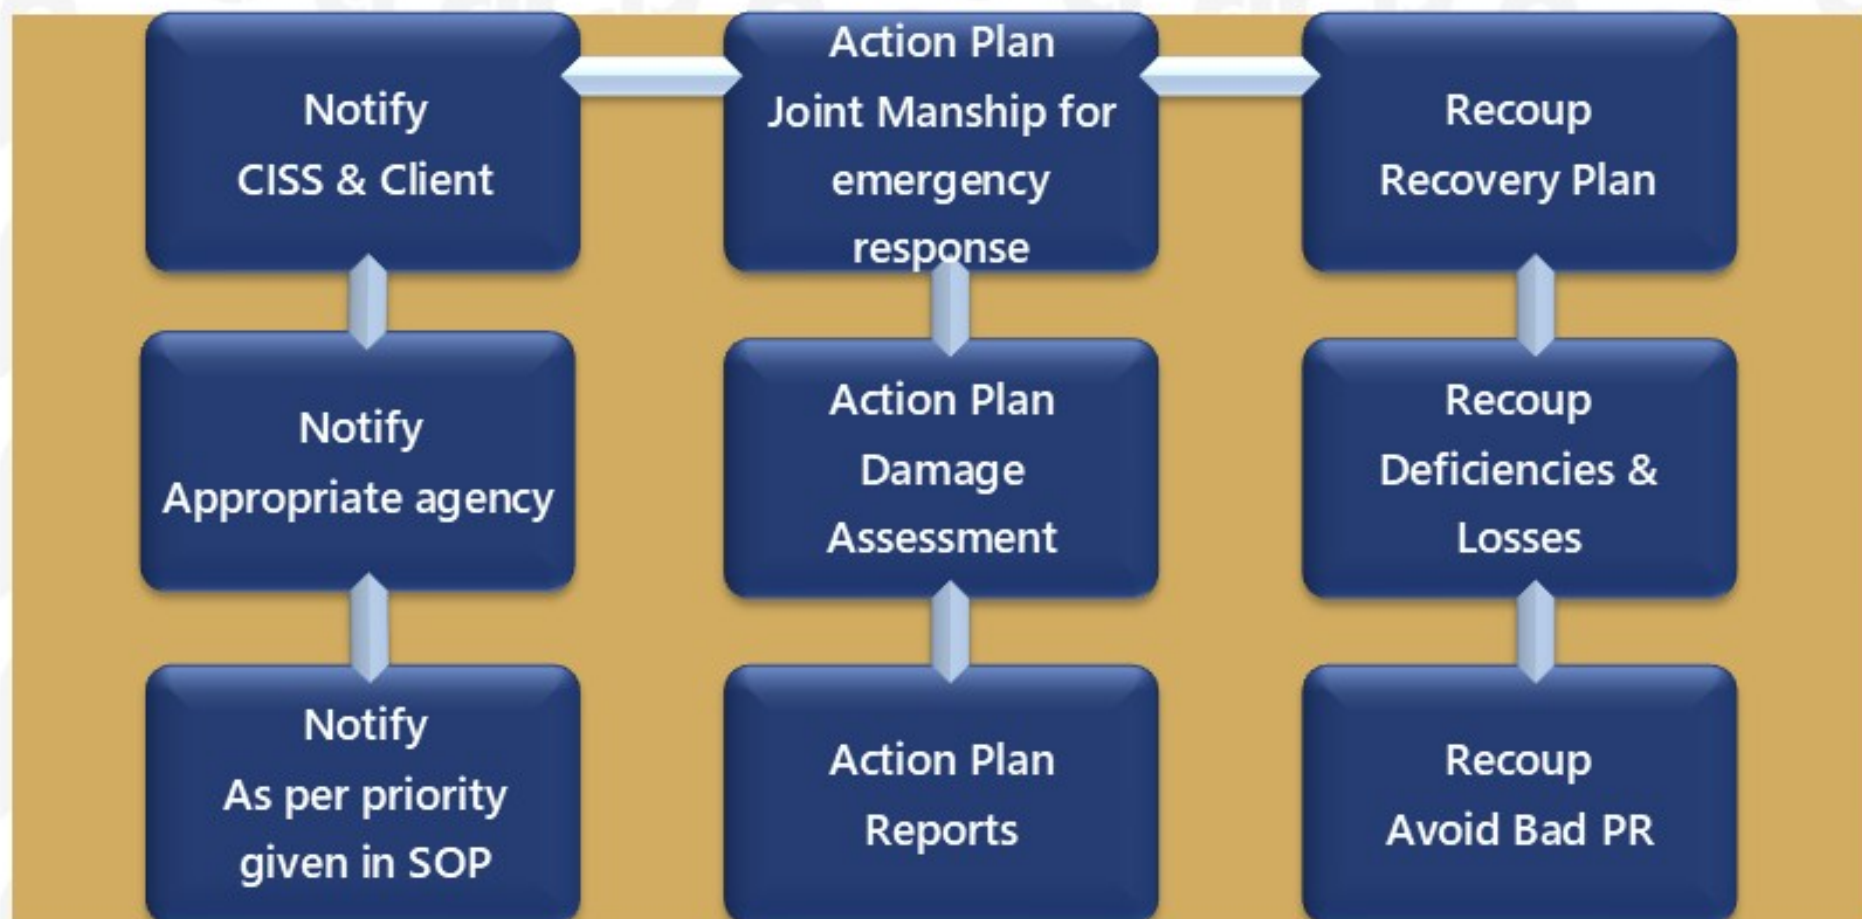 Notify
CISS & Client
Action Plan
Joint Manship for
emergency
response
Recoup
Recovery Plan
Notify
Appropriate agency
Action Plan
Damage
Assessment
Recoup
Deficiencies &
Losses
Notify
As per priority
given in SOP
Action Plan
Reports
Recoup
Avoid Bad PR